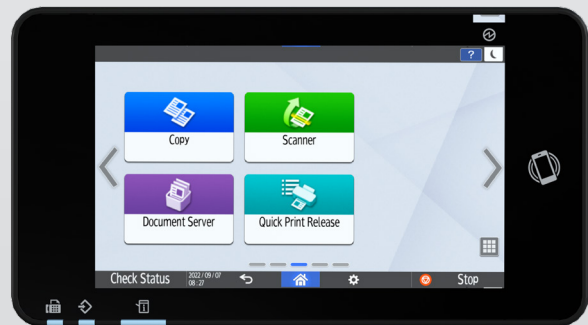 ?
Copy
Scanner
Document Server
Quick Print Release
Check Status
2022/09/07
08:27
Stop